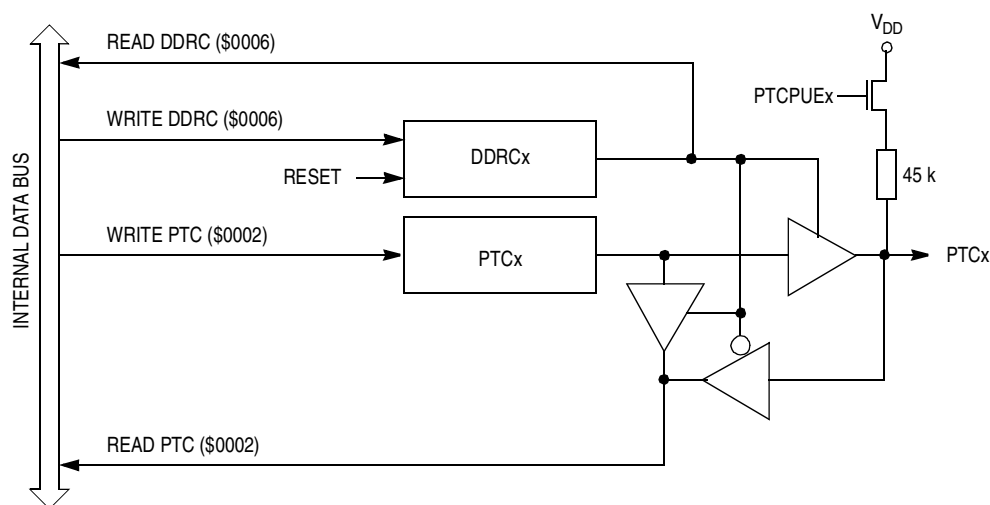 READ DDRC ($0006)
V_DD
PTCPUEx
WRITE DDRC ($0006)
DDRCx
RESET
45 k
INTERNAL DATA BUS
WRITE PTC ($0002)
PTCx
PTCx
READ PTC ($0002)